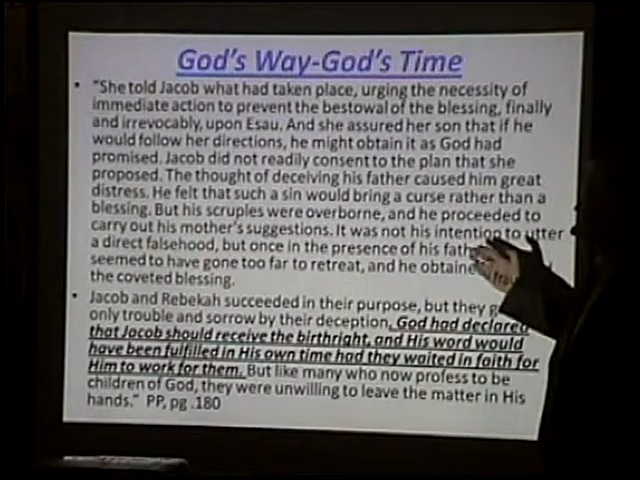 God's Way-God's Time
• "She told Jacob what had taken place, urging the necessity of
immediate action to prevent the bestowal of the blessing, finally
and irrevocably, upon Esau. And she assured her son that if he
would follow her directions, he might obtain it as God had
promised. Jacob did not readily consent to the plan that she
proposed. The thought of deceiving his father caused him great
distress. He felt that such a sin would bring a curse rather than a
blessing. But his scruples were overborne, and he proceeded to
carry out his mother's suggestions. It was not his intention to utter
a direct falsehood, but once in the presence of his
seemed to have gone too far to retreat, and he
the coveted blessing.
• Jacob and Rebekah succeeded in their purpose, but they
only trouble and sorrow by their deception. God had declared
that Jacob should receive the birthright, and His word would
have been fulfilled in His own time had they waited in faith for
Him to work for them. But like many who now profess to be
children of God, they were unwilling to leave the matter in His
hands." PP, pg .180